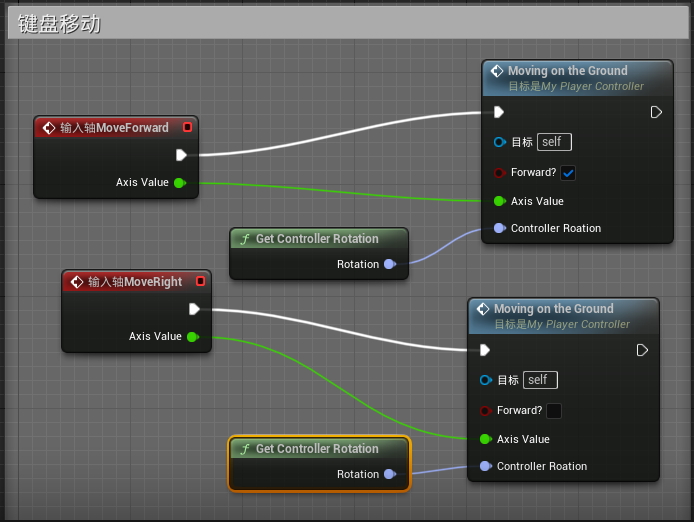 键盘移动
输入轴MoveForward
Axis Value
Moving on the Ground
目标是My Player Controller
目标 self
Forward?
Axis Value
Controller Roation
f Get Controller Rotation
Rotation
输入轴MoveRight
Axis Value
Moving on the Ground
目标是My Player Controller
目标 self
Forward?
Axis Value
Controller Roation
f Get Controller Rotation
Rotation